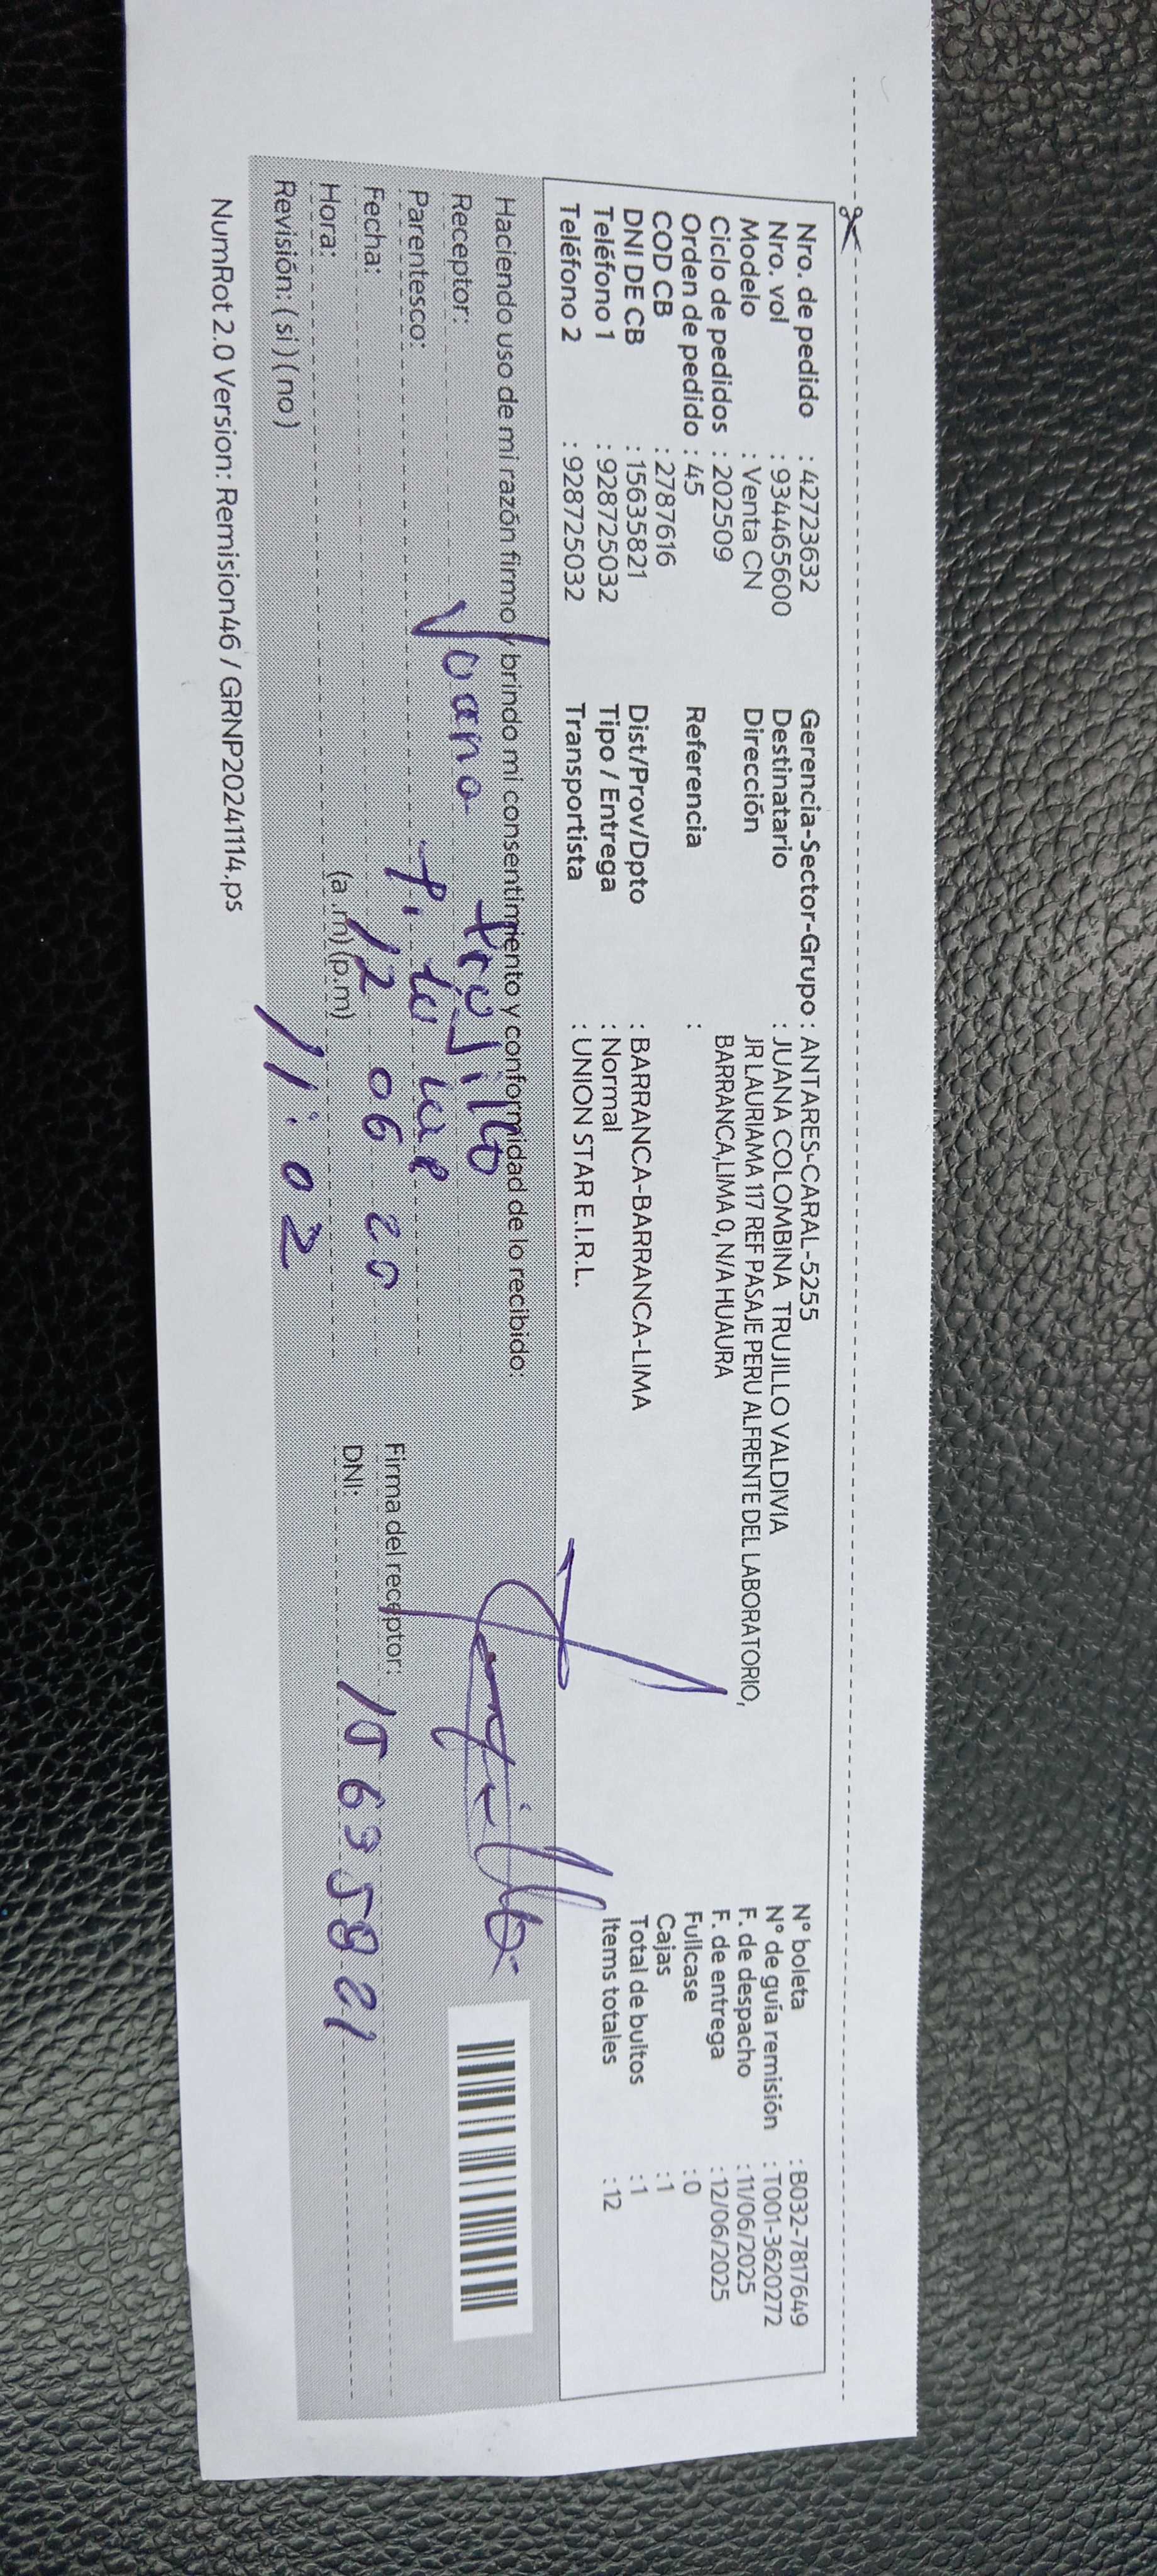 Nro. de pedido : 42723632
Nro. vol : 934465600
Modelo : Venta CN
Ciclo de pedidos : 202509
Orden de pedido : 45
COD CB : 2787616
DNI DE CB : 15635821
Teléfono 1 : 928725032
Teléfono 2 : 928725032
Gerencia-Sector-Grupo : ANTARES-CARAL-5255
Destinatario : JUANA COLOMBINA TRUJILLO VALDIVIA
Dirección JR LAURIAMA 117 REF PASAJE PERU ALFRENTE DEL LABORATORIO,
BARRANCA,LIMA 0, N/A HUAURA
Referencia :
Dist/Prov/Dpto : BARRANCA-BARRANCA-LIMA
Tipo / Entrega : Normal
Transportista : UNION STAR E.I.R.L.
N° boleta : B032-7817649
N° de guía remisión : T001-3620272
F. de despacho : 11/06/2025
F. de entrega : 12/06/2025
Fullcase : 0
Cajas : 1
Total de bultos : 1
Items totales : 12
Haciendo uso de mi razón firmo y brindo mi consentimiento y conformidad de lo recibido:
Receptor: Juana trujillo
Parentesco:
Fecha: 12 06
Hora: (a.m) (p.m) 11:02
Revisión: ( si ) ( no )
Firma del receptor:
DNI: 15635821
NumRot 2.0 Version: Remision46 / GRNP20241114.ps